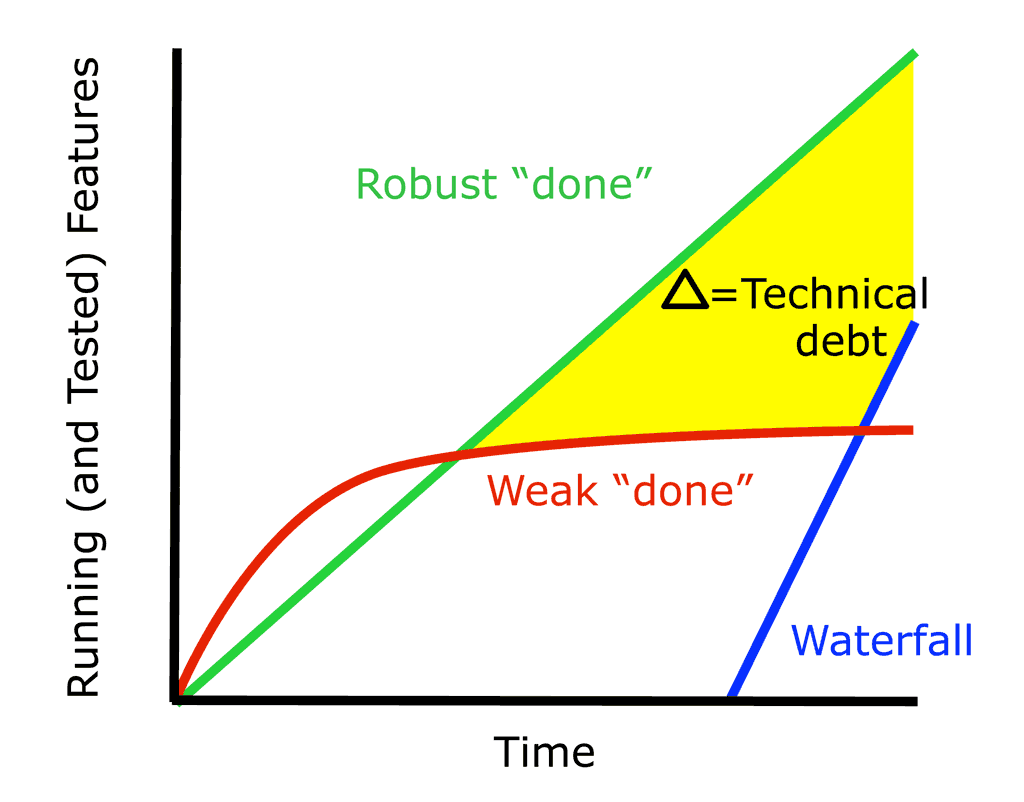 Running (and Tested) Features
Robust “done”
△=Technical
debt
Weak “done”
Waterfall
Time